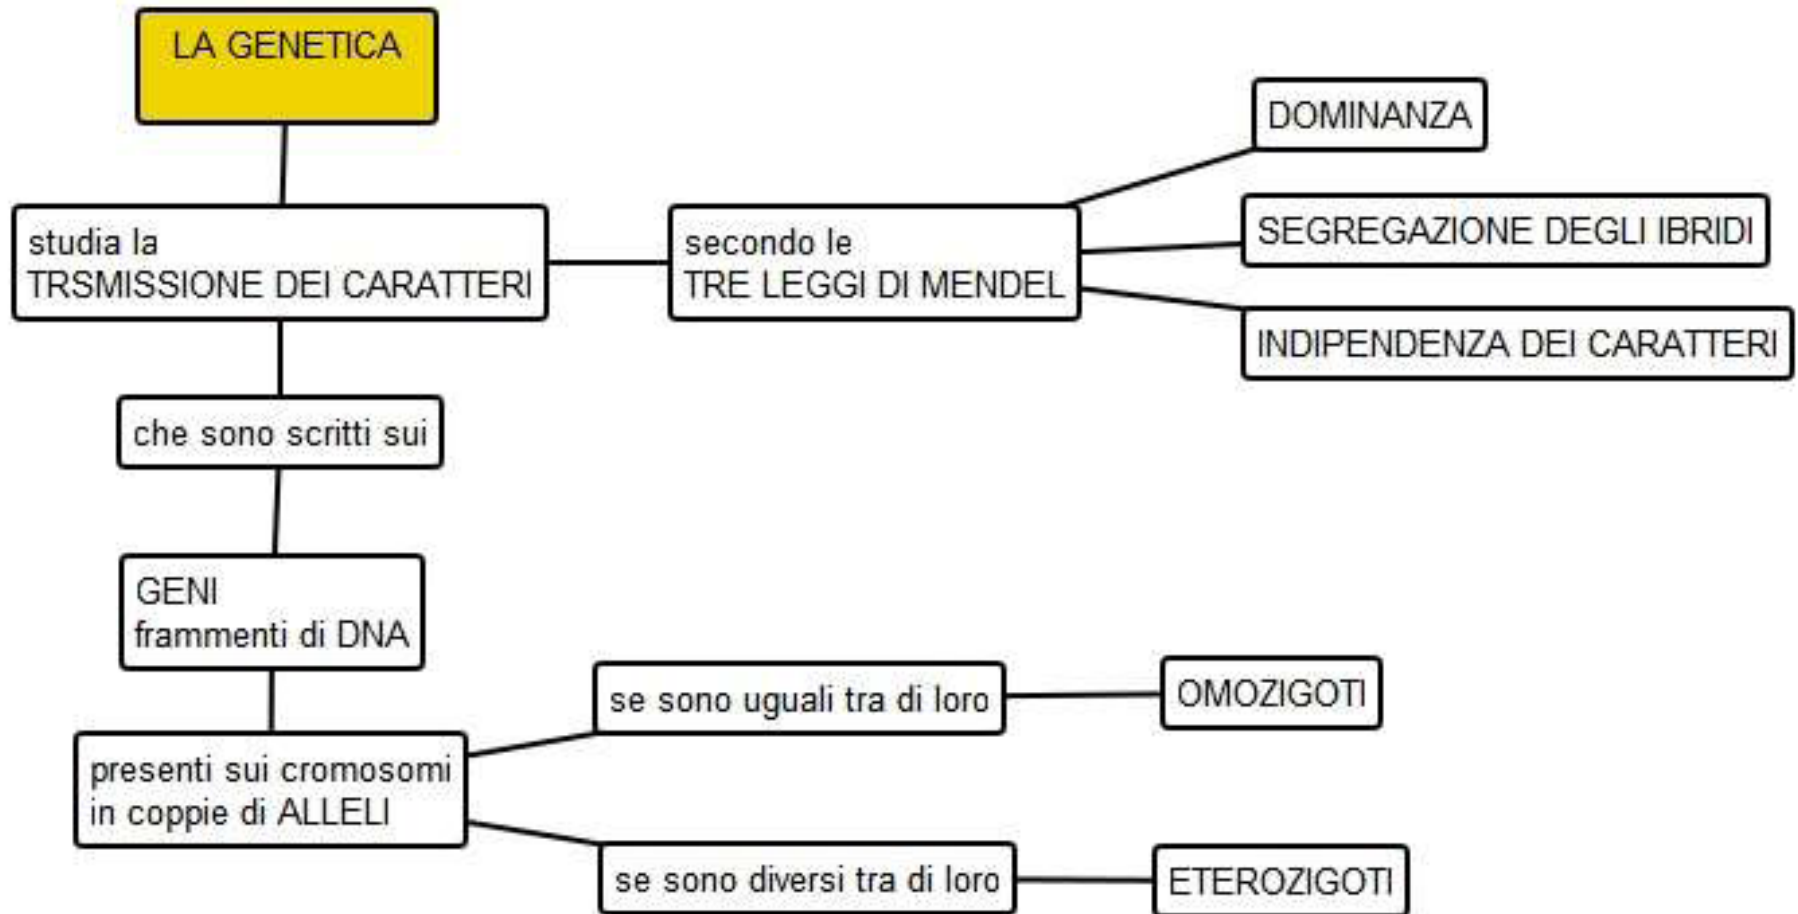 LA GENETICA
studia la
TRSMISSIONE DEI CARATTERI
secondo le
TRE LEGGI DI MENDEL
DOMINANZA
SEGREGAZIONE DEGLI IBRIDI
INDIPENDENZA DEI CARATTERI
che sono scritti sui
GENI
frammenti di DNA
presenti sui cromosomi
in coppie di ALLELI
se sono uguali tra di loro
OMOZIGOTI
se sono diversi tra di loro
ETEROZIGOTI